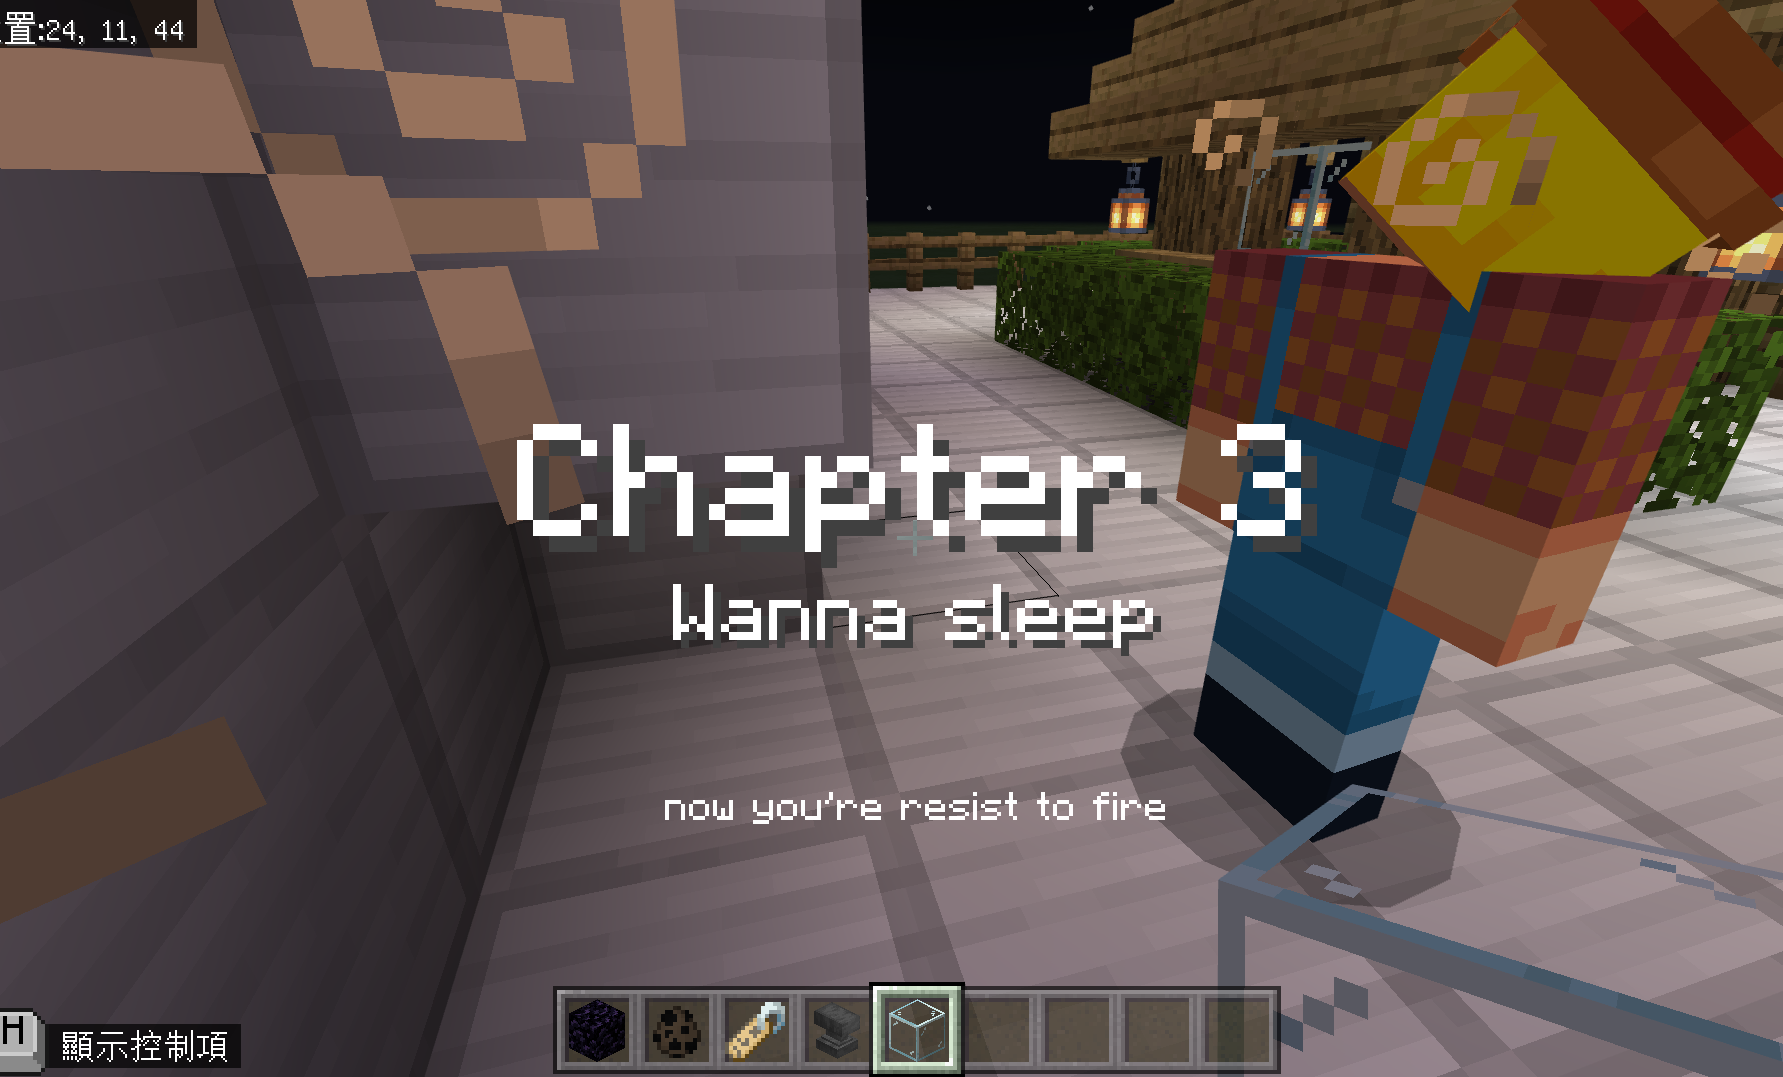 置:24, 11, 44
Chapter 3
Wanna sleep
now you're resist to fire
H
顯示控制項